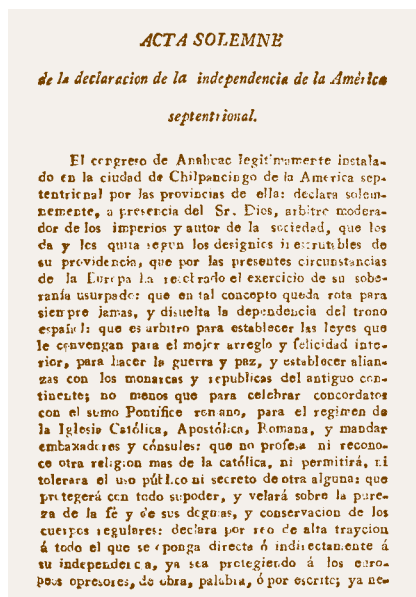 ACTA SOLEMNE
de la declaracion de la independencia de la América
septentrional.
El congreso de Anahuac legitimamente instala-
do en la ciudad de Chilpancingo de la America sep-
tentrional por las provincias de ella: declara solem-
nemente, a presencia del Sr. Dios, arbitro modera-
dor de los imperios y autor de la sociedad, que los
da y los quita segun los designios inescrutables de
su providencia, que por las presentes circunstancias
de la Europa ha recobrado el exercicio de su sobe-
ranía usurpado: que en tal concepto queda rota para
siempre jamas, y disuelta la dependencia del trono
español: que es arbitro para establecer las leyes que
le convengan para el mejor arreglo y felicidad inte-
rior, para hacer la guerra y paz, y establecer alian-
zas con los monarcas y republicas del antiguo con-
tinente; no menos que para celebrar concordatos
con el sumo Pontífice romano, para el regimen de
la Iglesia Católica, Apostólica, Romana, y mandar
embaxadores y cónsules: que no profesa ni recono-
ce otra religion mas de la católica, ni permitirá, ni
tolerara el uso público ni secreto de otra alguna: que
protegerá con todo su poder, y velará sobre la pure-
za de la fé y de sus dogmas, y conservacion de los
cuerpos regulares: declara por reo de alta traycion
á todo el que se oponga directa ó indirectamente á
su independencia, ya sea protegiendo á los euro-
peos opresores, de obra, palabra, ó por escrito; ya ne-